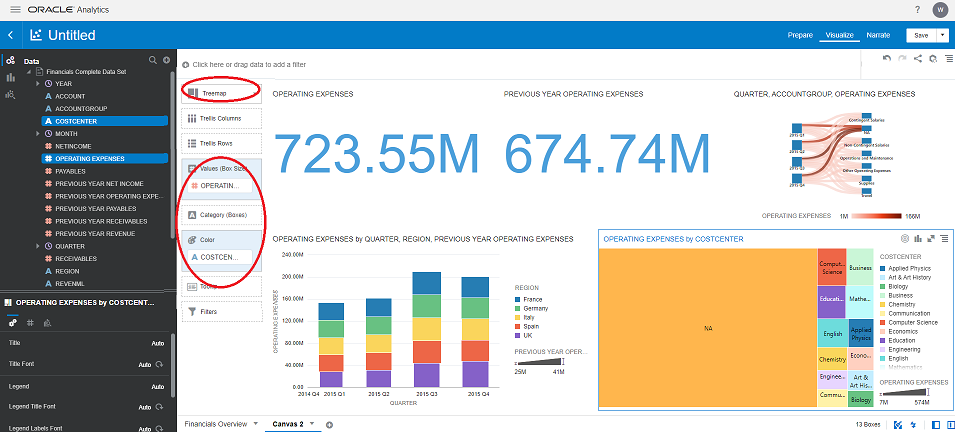 ORACLE Analytics
?
W
Untitled
Prepare
Visualize
Narrate
Save
Data
Financials Complete Data Set
YEAR
ACCOUNT
ACCOUNTGROUP
COSTCENTER
MONTH
NETINCOME
OPERATING EXPENSES
PAYABLES
PREVIOUS YEAR NET INCOME
PREVIOUS YEAR OPERATING EXPE...
PREVIOUS YEAR PAYABLES
PREVIOUS YEAR RECEIVABLES
PREVIOUS YEAR REVENUE
QUARTER
RECEIVABLES
REGION
REVENML
OPERATING EXPENSES by COSTCENT...
Title
Auto
Title Font
Auto
Legend
Auto
Legend Title Font
Auto
Legend Labels Font
Auto
Click here or drag data to add a filter
Treemap
Trellis Columns
Trellis Rows
Values (Box Size)
OPERATIN...
Category (Boxes)
Color
COSTCEN...
Filters
OPERATING EXPENSES
723.55M
PREVIOUS YEAR OPERATING EXPENSES
674.74M
QUARTER, ACCOUNTGROUP, OPERATING EXPENSES
2015 Q1
2015 Q2
2015 Q3
2015 Q4
Contingent Salaries
NA
Non Contingent Salaries
Operations and Maintenance
Other Operating Expenses
Supplies
Travel
OPERATING EXPENSES
1M
166M
OPERATING EXPENSES by QUARTER, REGION, PREVIOUS YEAR OPERATING EXPENSES
OPERATING EXPENSES
240.00M
200.00M
160.00M
120.00M
80.00M
40.00M
0.00
2014 Q4
2015 Q1
2015 Q2
2015 Q3
2015 Q4
QUARTER
REGION
France
Germany
Italy
Spain
UK
PREVIOUS YEAR OPER...
25M
41M
OPERATING EXPENSES by COSTCENTER
NA
Comput...
Science
Business
Educati...
Mathe...
English
Applied
Physics
Chemistry
Econo...
Enginee...
Art &
Art His...
Commu...
Biology
COSTCENTER
Applied Physics
Art & Art History
Biology
Business
Chemistry
Communication
Computer Science
Economics
Education
Engineering
English
Mathematics
OPERATING EXPENSES
7M
574M
Financials Overview
Canvas 2
13 Boxes